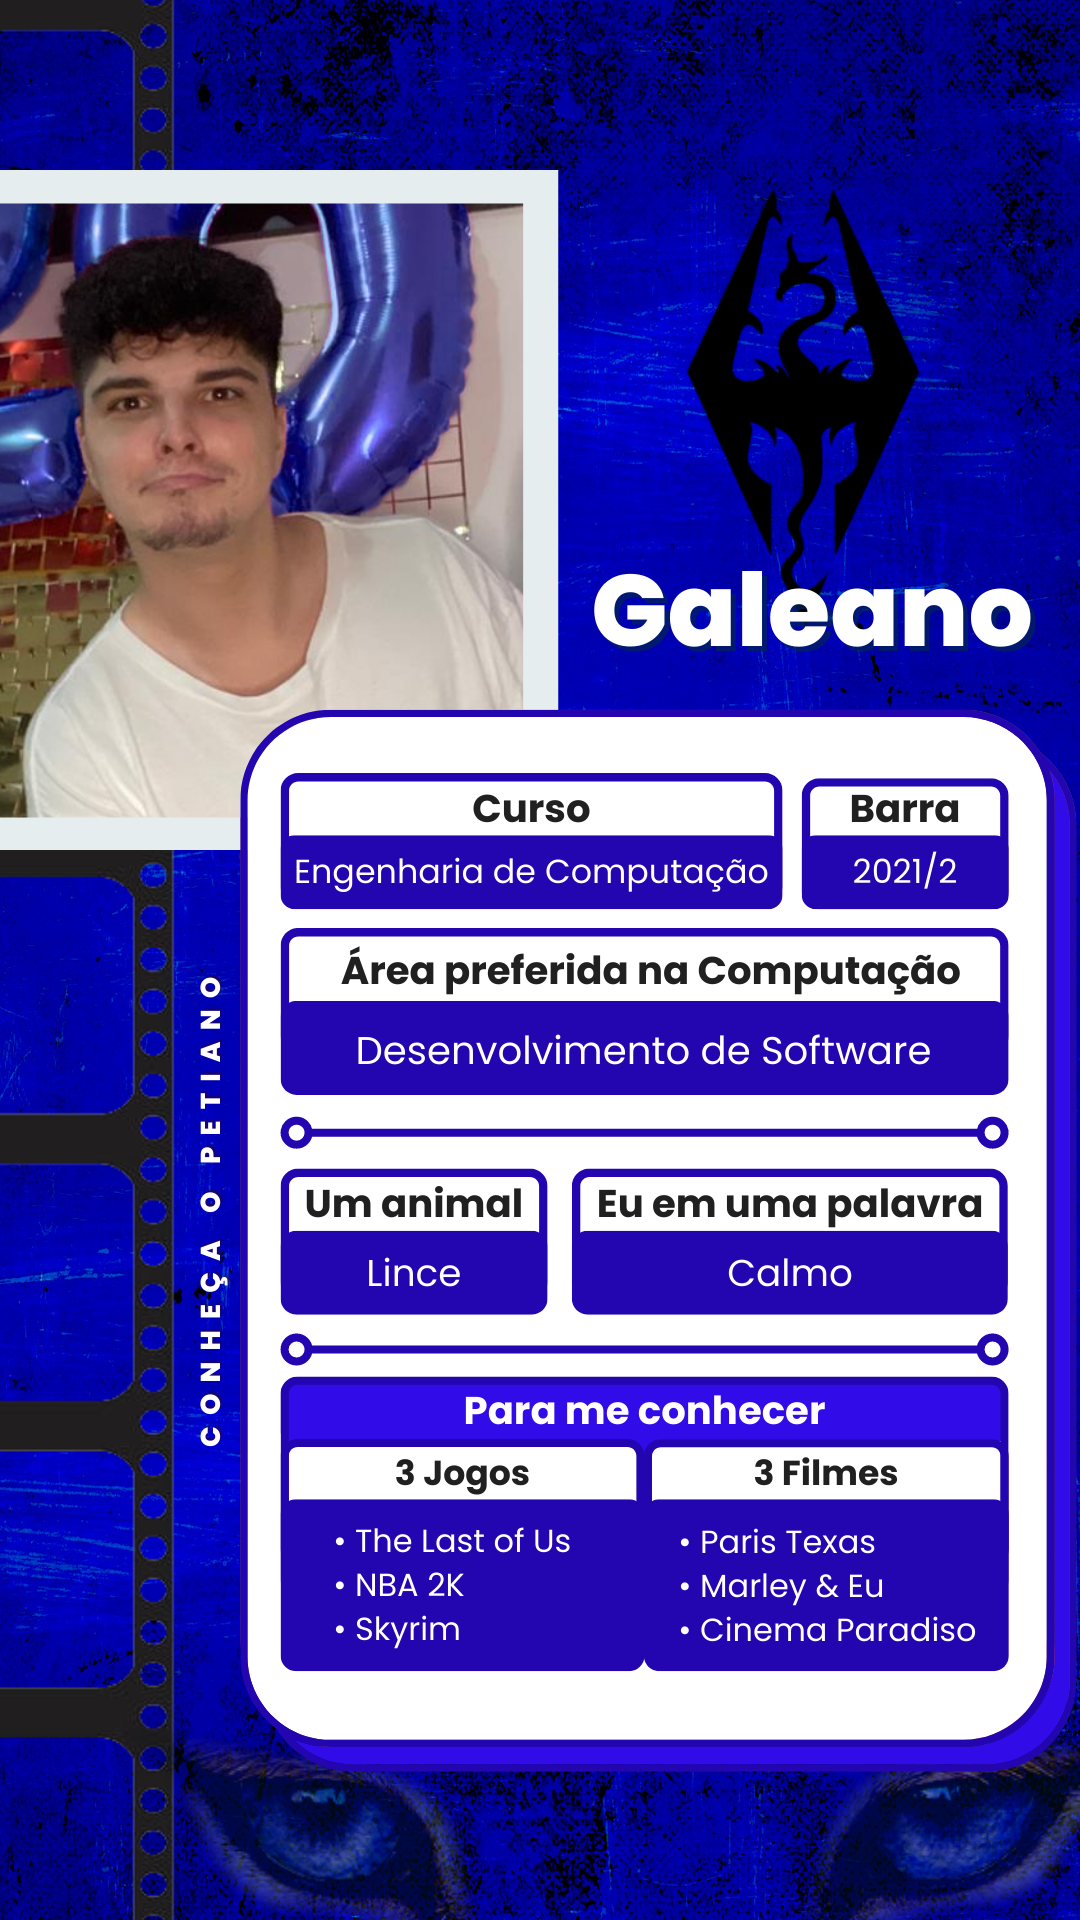 Galeano
CONHEÇA O PETIANO
Curso
Engenharia de Computação
Barra
2021/2
Área preferida na Computação
Desenvolvimento de Software
Um animal
Lince
Eu em uma palavra
Calmo
Para me conhecer
3 Jogos
• The Last of Us
• NBA 2K
• Skyrim
3 Filmes
• Paris Texas
• Marley & Eu
• Cinema Paradiso